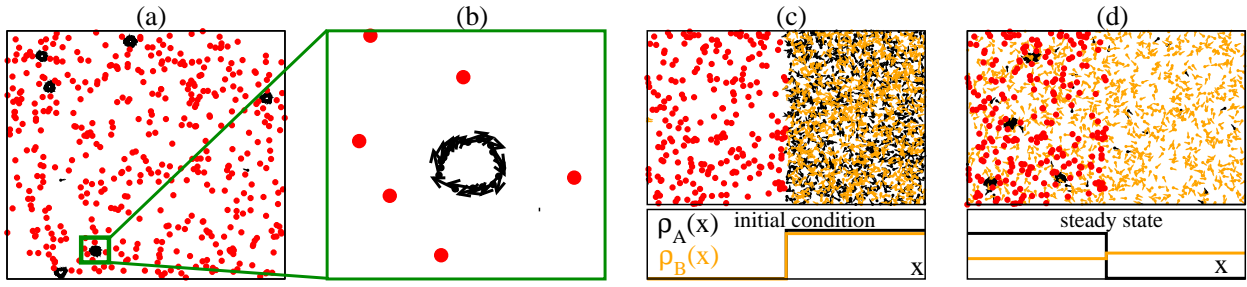 (a)
(b)
(c)
(d)
ρA(x) initial condition
ρB(x)
x
steady state
x